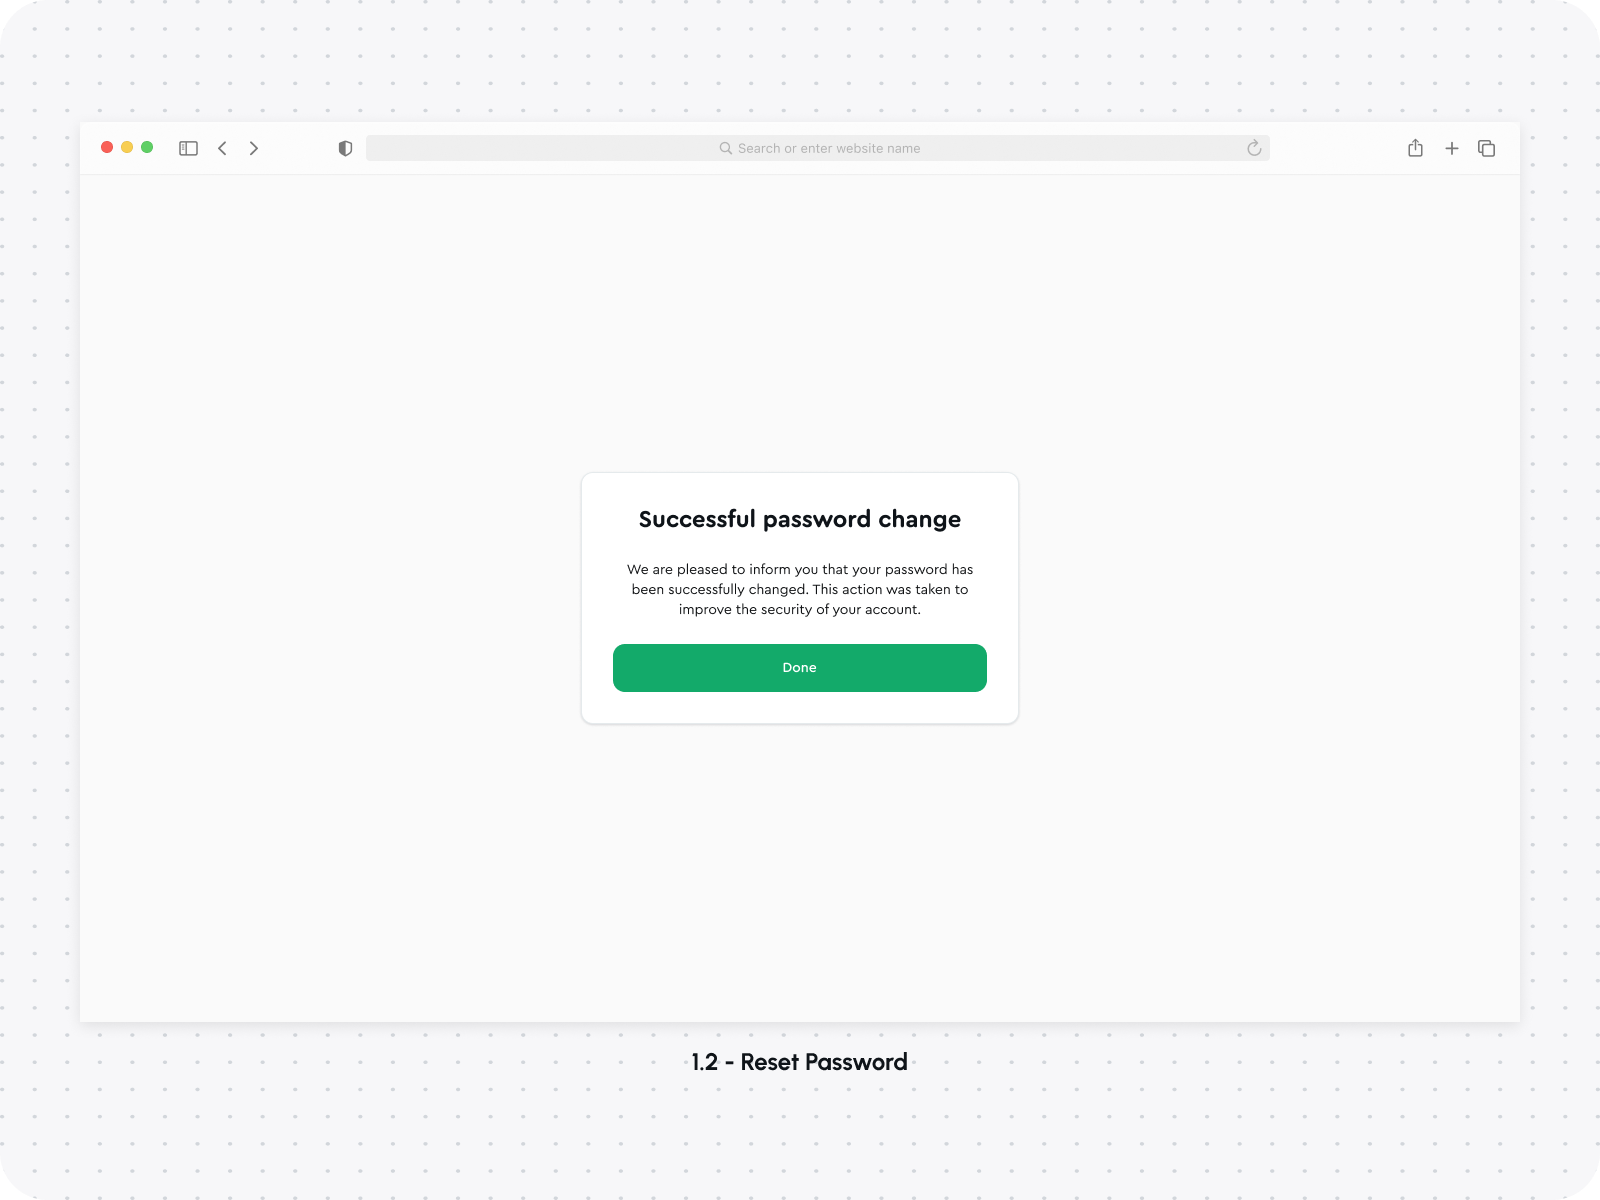 Search or enter website name
Successful password change
We are pleased to inform you that your password has
been successfully changed. This action was taken to
improve the security of your account.
Done
1.2 - Reset Password